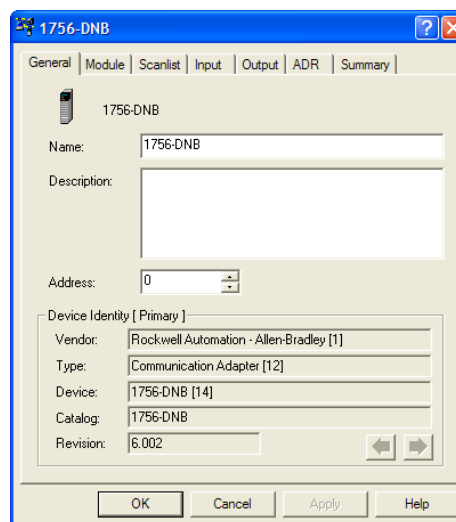 1756-DNB
General Module Scanlist Input Output ADR Summary
1756-DNB
Name: 1756-DNB
Description:
Address: 0
Device Identity [ Primary ]
Vendor: Rockwell Automation - Allen-Bradley [1]
Type: Communication Adapter [12]
Device: 1756-DNB [14]
Catalog: 1756-DNB
Revision: 6.002
OK Cancel Apply Help